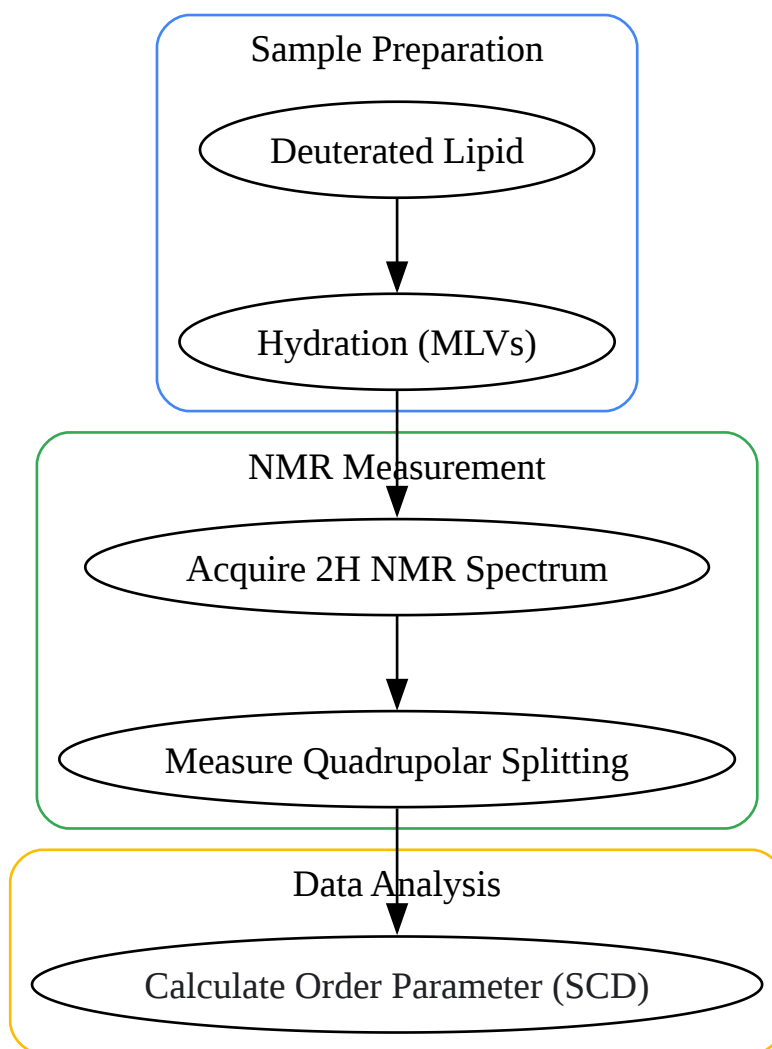 Sample Preparation
Deuterated Lipid
Hydration (MLVs)
NMR Measurement
Acquire 2H NMR Spectrum
Measure Quadrupolar Splitting
Data Analysis
Calculate Order Parameter (SCD)